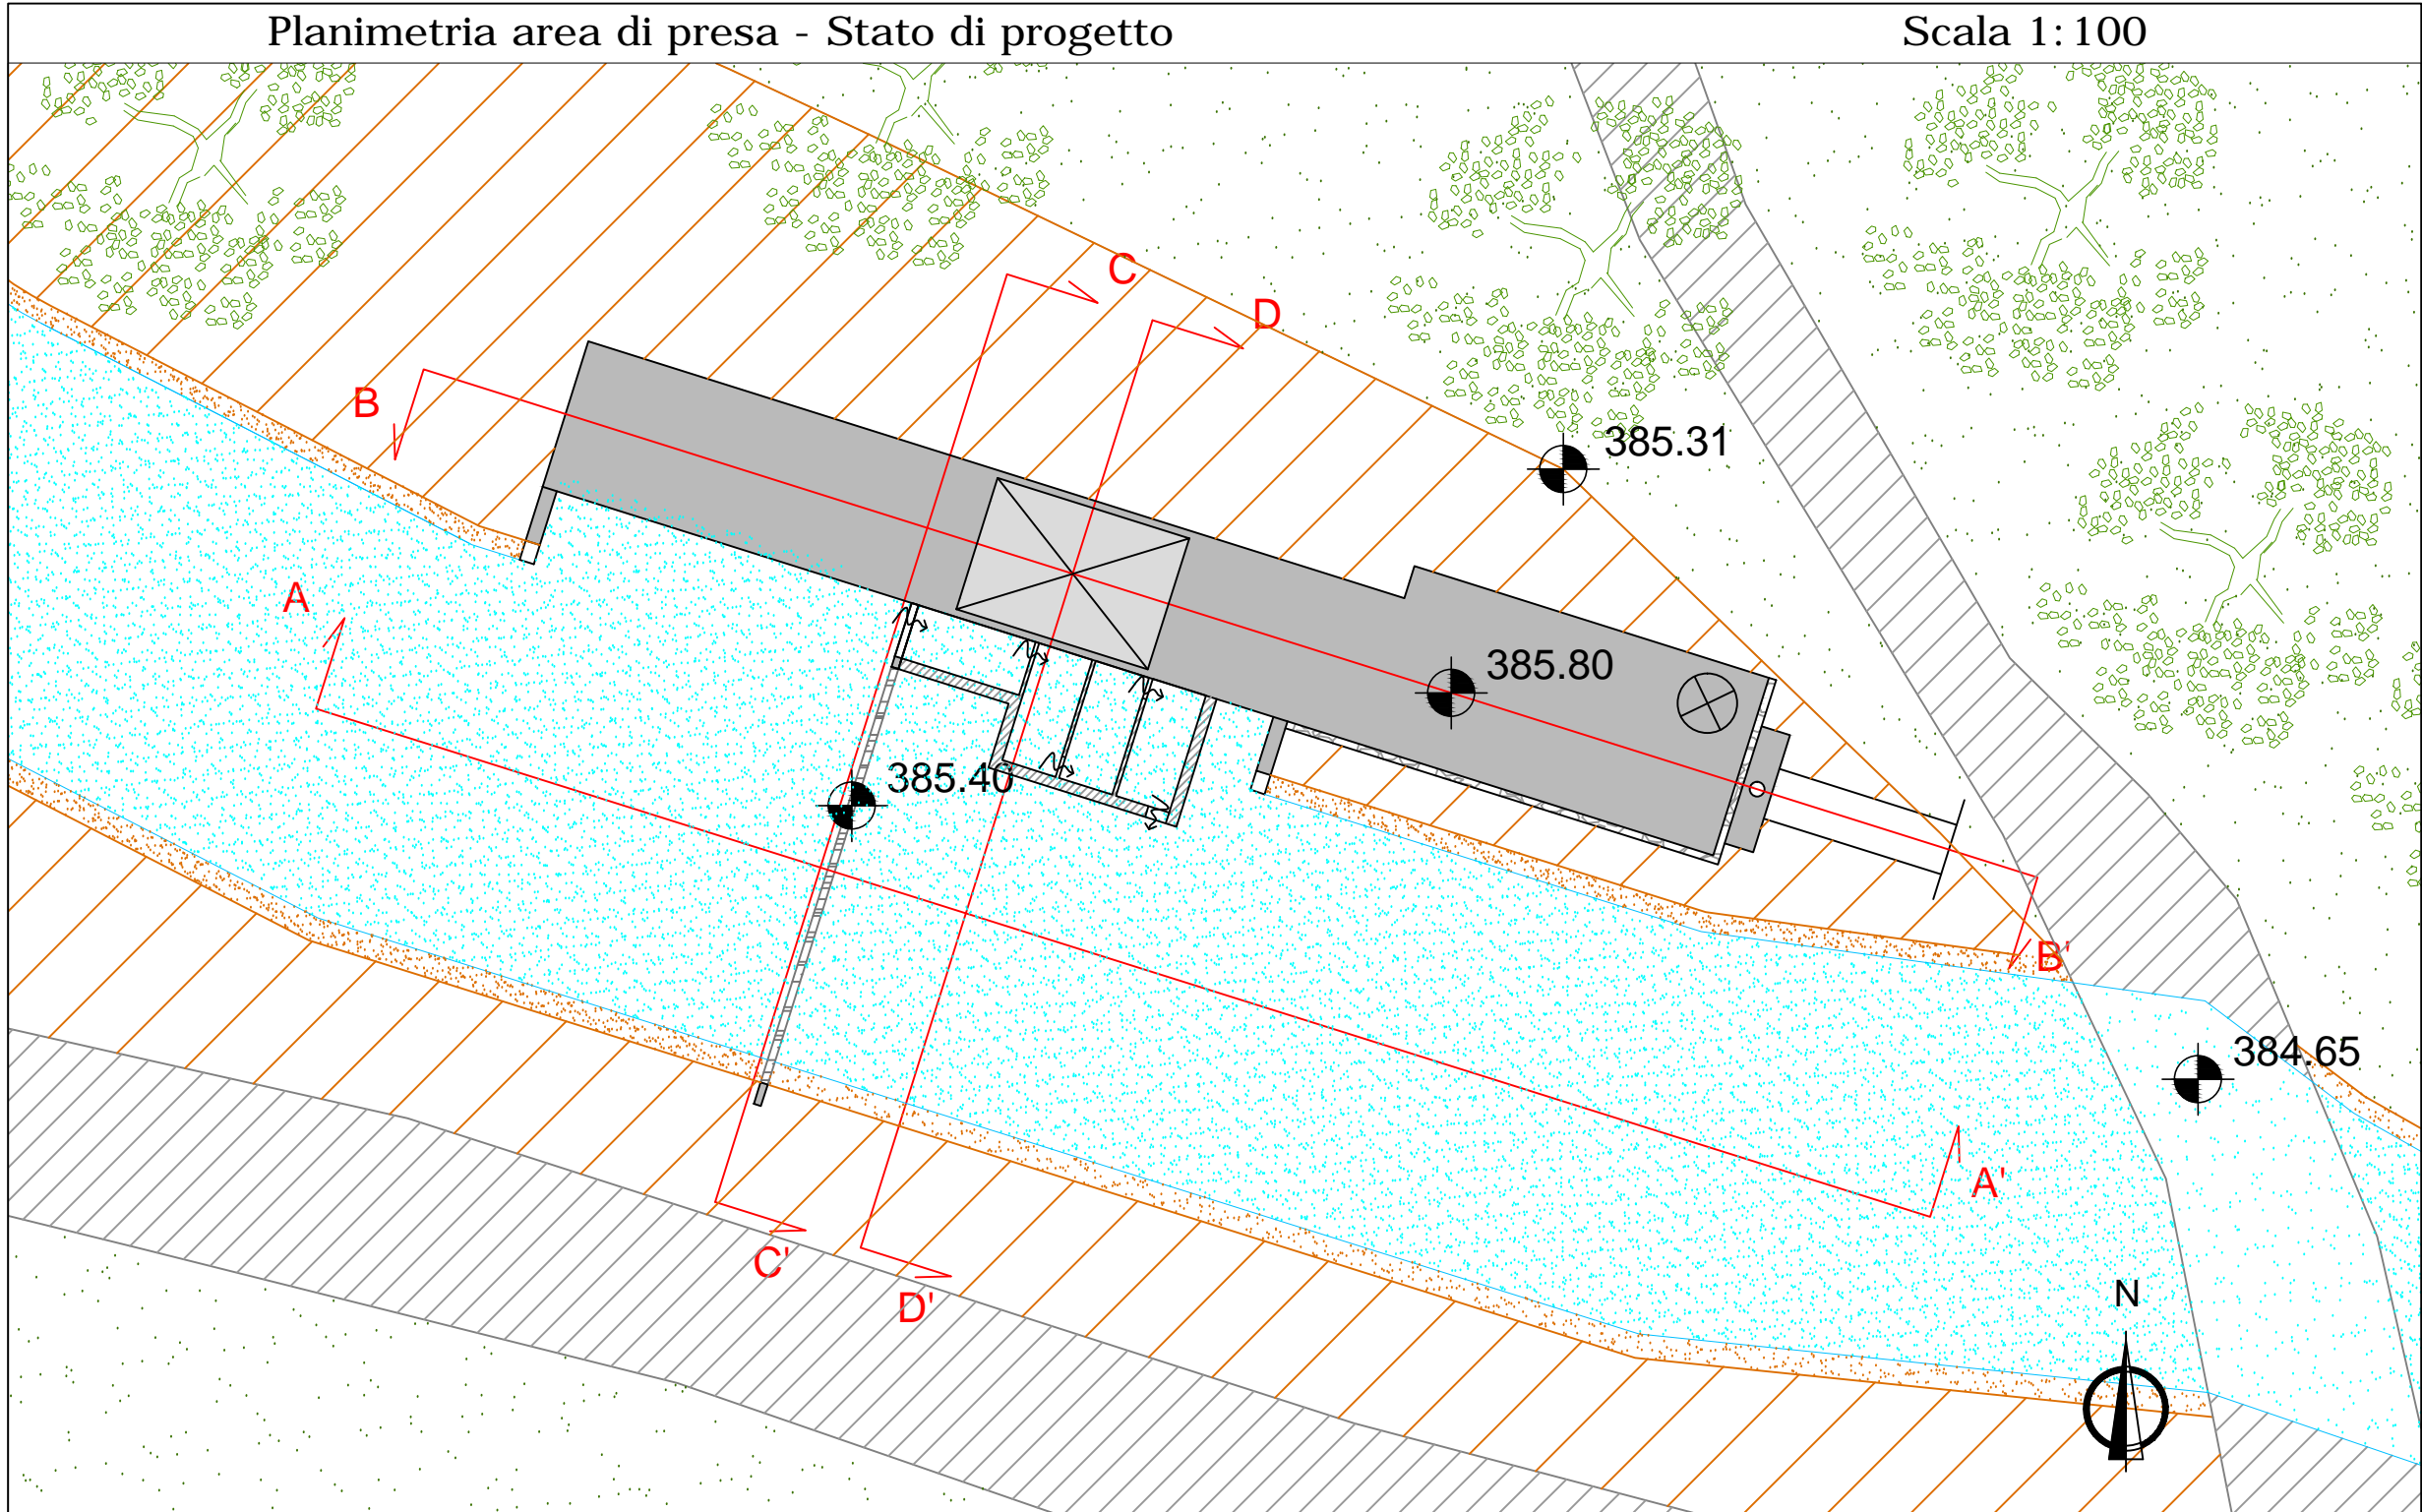 Planimetria area di presa - Stato di progetto
Scala 1:100
C
D
B
385.31
A
385.80
385.40
B'
384.65
A'
C'
D'
N